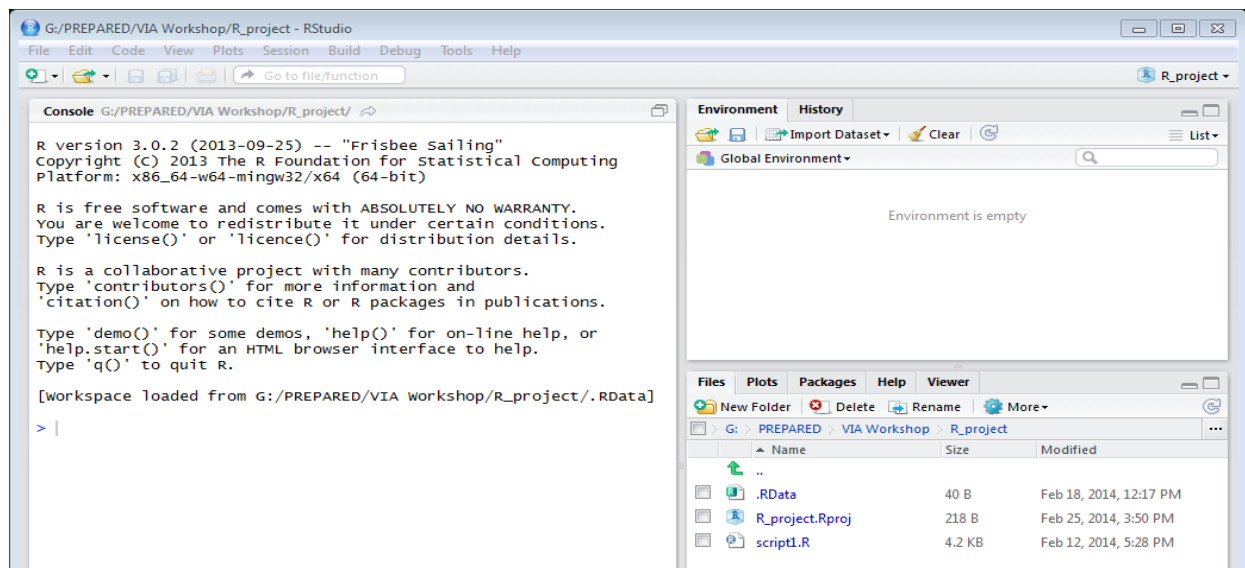 G:/PREPARED/VIA Workshop/R_project - RStudio
File Edit Code View Plots Session Build Debug Tools Help
Go to file/function
R_project
Console G:/PREPARED/VIA Workshop/R_project/
R version 3.0.2 (2013-09-25) -- "Frisbee Sailing"
Copyright (C) 2013 The R Foundation for Statistical Computing
Platform: x86_64-w64-mingw32/x64 (64-bit)
R is free software and comes with ABSOLUTELY NO WARRANTY.
You are welcome to redistribute it under certain conditions.
Type 'license()' or 'licence()' for distribution details.
R is a collaborative project with many contributors.
Type 'contributors()' for more information and
'citation()' on how to cite R or R packages in publications.
Type 'demo()' for some demos, 'help()' for on-line help, or
'help.start()' for an HTML browser interface to help.
Type 'q()' to quit R.
[Workspace loaded from G:/PREPARED/VIA Workshop/R_project/.RData]
>
Environment History
Import Dataset Clear List
Global Environment
Environment is empty
Files Plots Packages Help Viewer
New Folder Delete Rename More
G: > PREPARED > VIA Workshop > R_project ...
Name Size Modified
..
.RData 40 B Feb 18, 2014, 12:17 PM
R_project.Rproj 218 B Feb 25, 2014, 3:50 PM
script1.R 4.2 KB Feb 12, 2014, 5:28 PM